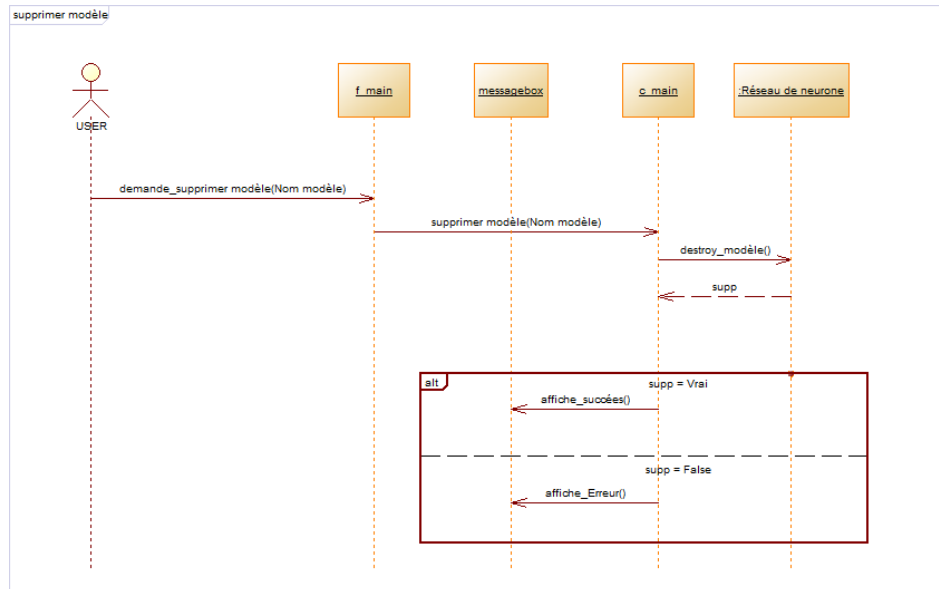 supprimer modèle
USER
f_main
messagebox
c_main
:Réseau de neurone
demande_supprimer modèle(Nom modèle)
supprimer modèle(Nom modèle)
destroy_modèle()
supp
alt
supp = Vrai
affiche_succées()
supp = False
affiche_Erreur()